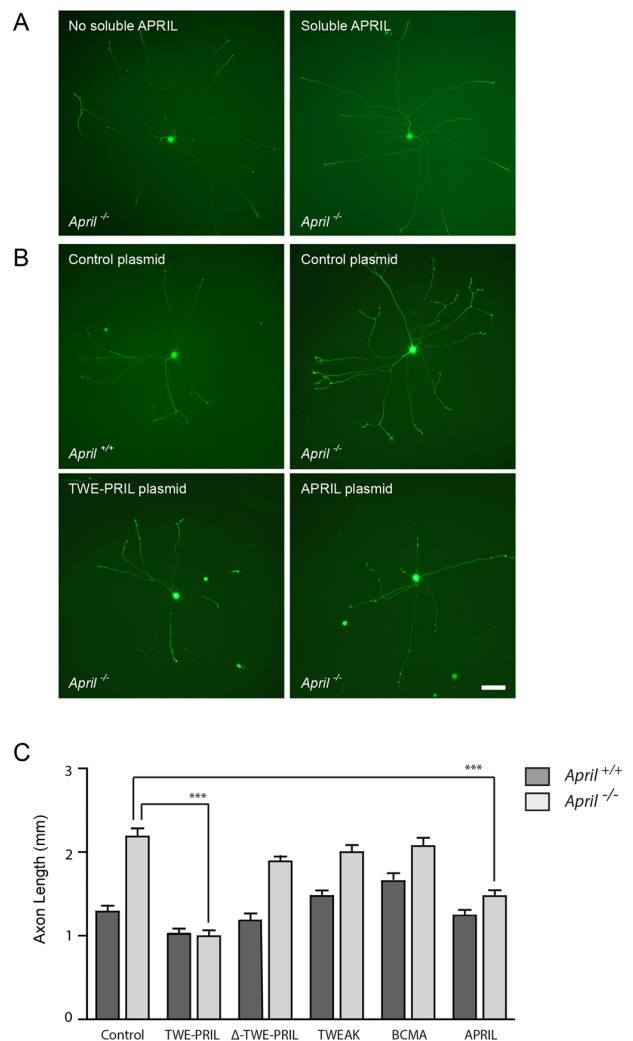 A
No soluble APRIL
Soluble APRIL
April -/-
April -/-
B
Control plasmid
Control plasmid
April +/+
April -/-
TWE-PRIL plasmid
APRIL plasmid
April -/-
April -/-
C
Axon Length (mm)
3
2
1
0
***
***
April +/+
April -/-
Control
TWE-PRIL
Δ-TWE-PRIL
TWEAK
BCMA
APRIL